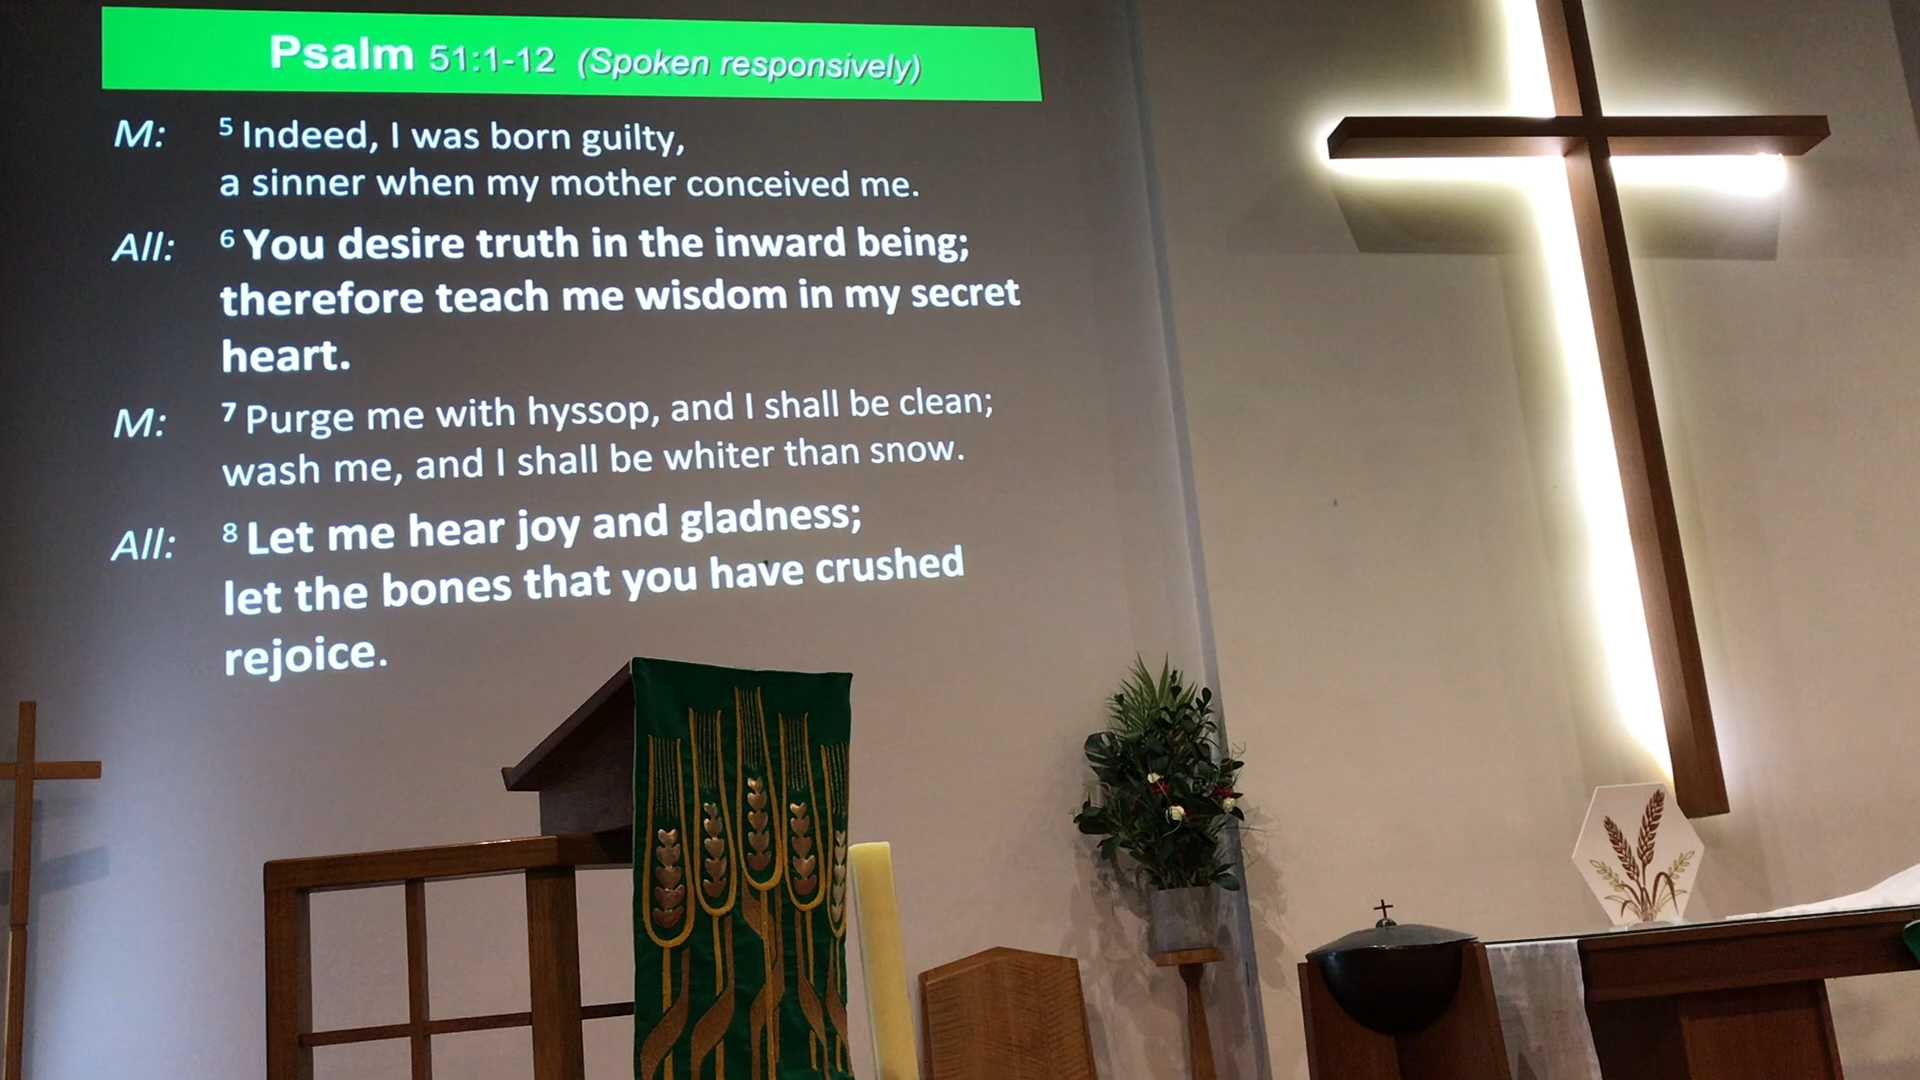 Psalm 51:1-12 (Spoken responsively)
M: 5 Indeed, I was born guilty,
a sinner when my mother conceived me.
All: 6 You desire truth in the inward being;
therefore teach me wisdom in my secret
heart.
M: 7 Purge me with hyssop, and I shall be clean;
wash me, and I shall be whiter than snow.
All: 8 Let me hear joy and gladness;
let the bones that you have crushed
rejoice.